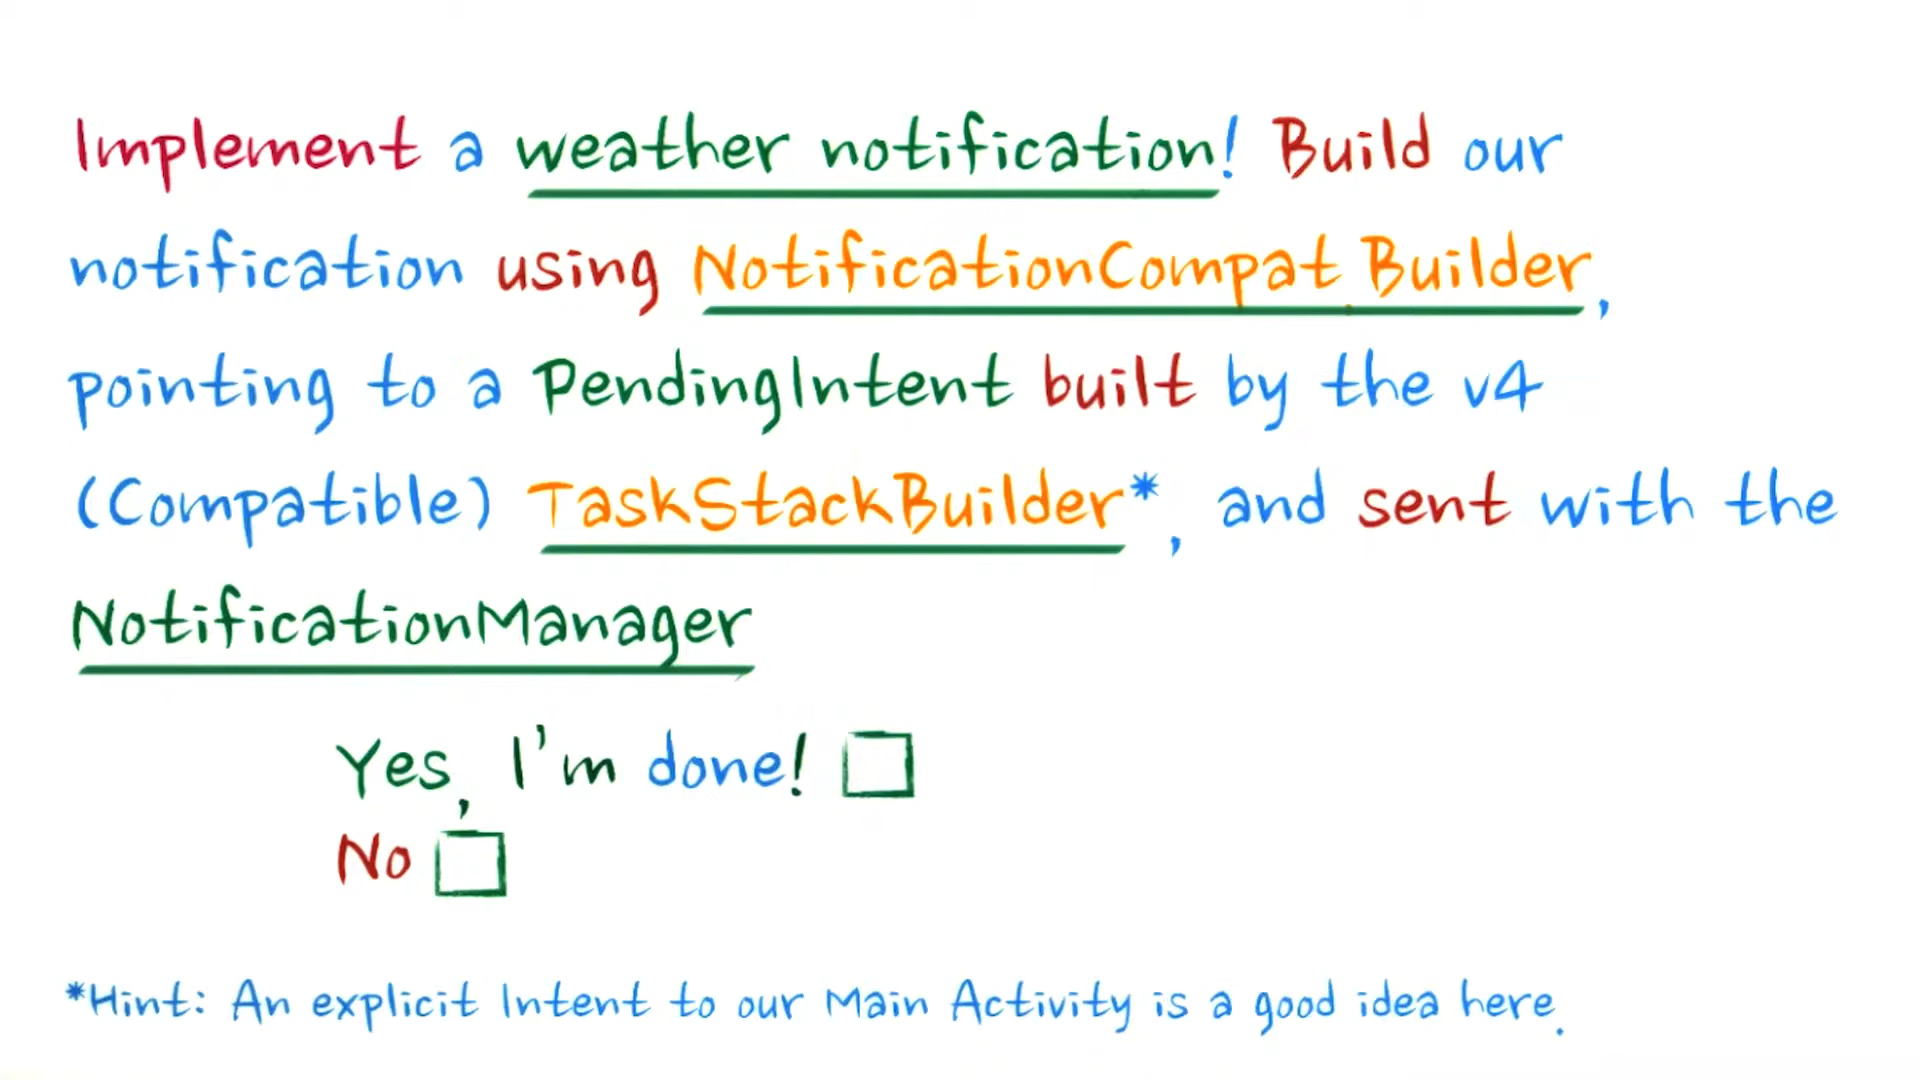 Implement a weather notification! Build our
notification using NotificationCompat.Builder,
pointing to a PendingIntent built by the v4
(Compatible) TaskStackBuilder*, and sent with the
NotificationManager
Yes, I'm done!
No
*Hint: An explicit Intent to our Main Activity is a good idea here.